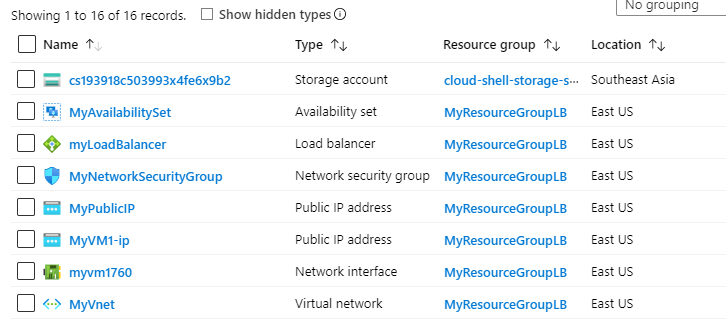 No grouping
Showing 1 to 16 of 16 records. Show hidden types
Name Type Resource group Location
cs193918c503993x4fe6x9b2 Storage account cloud-shell-storage-s... Southeast Asia
MyAvailabilitySet Availability set MyResourceGroupLB East US
myLoadBalancer Load balancer MyResourceGroupLB East US
MyNetworkSecurityGroup Network security group MyResourceGroupLB East US
MyPublicIP Public IP address MyResourceGroupLB East US
MyVM1-ip Public IP address MyResourceGroupLB East US
myvm1760 Network interface MyResourceGroupLB East US
MyVnet Virtual network MyResourceGroupLB East US